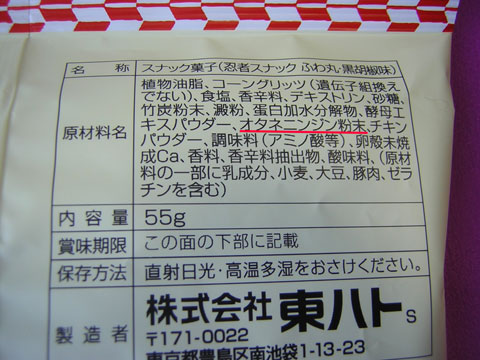 名称 スナック菓子(忍者スナック ふわ丸・黒胡椒味)
原材料名
植物油脂、コーングリッツ(遺伝子組換え
でない)、食塩、香辛料、デキストリン、砂糖、
竹炭粉末、澱粉、蛋白加水分解物、酵母エ
キスパウダー、オタネニンジン粉末、チキン
パウダー、調味料(アミノ酸等)、卵殻未焼
成Ca、香料、香辛料抽出物、酸味料、(原材
料の一部に乳成分、小麦、大豆、豚肉、ゼラ
チンを含む)
内容量 55g
賞味期限 この面の下部に記載
保存方法 直射日光・高温多湿をおさけください。
製造者
株式会社東ハトS
〒171-0022
東京都豊島区南池袋1-13-23